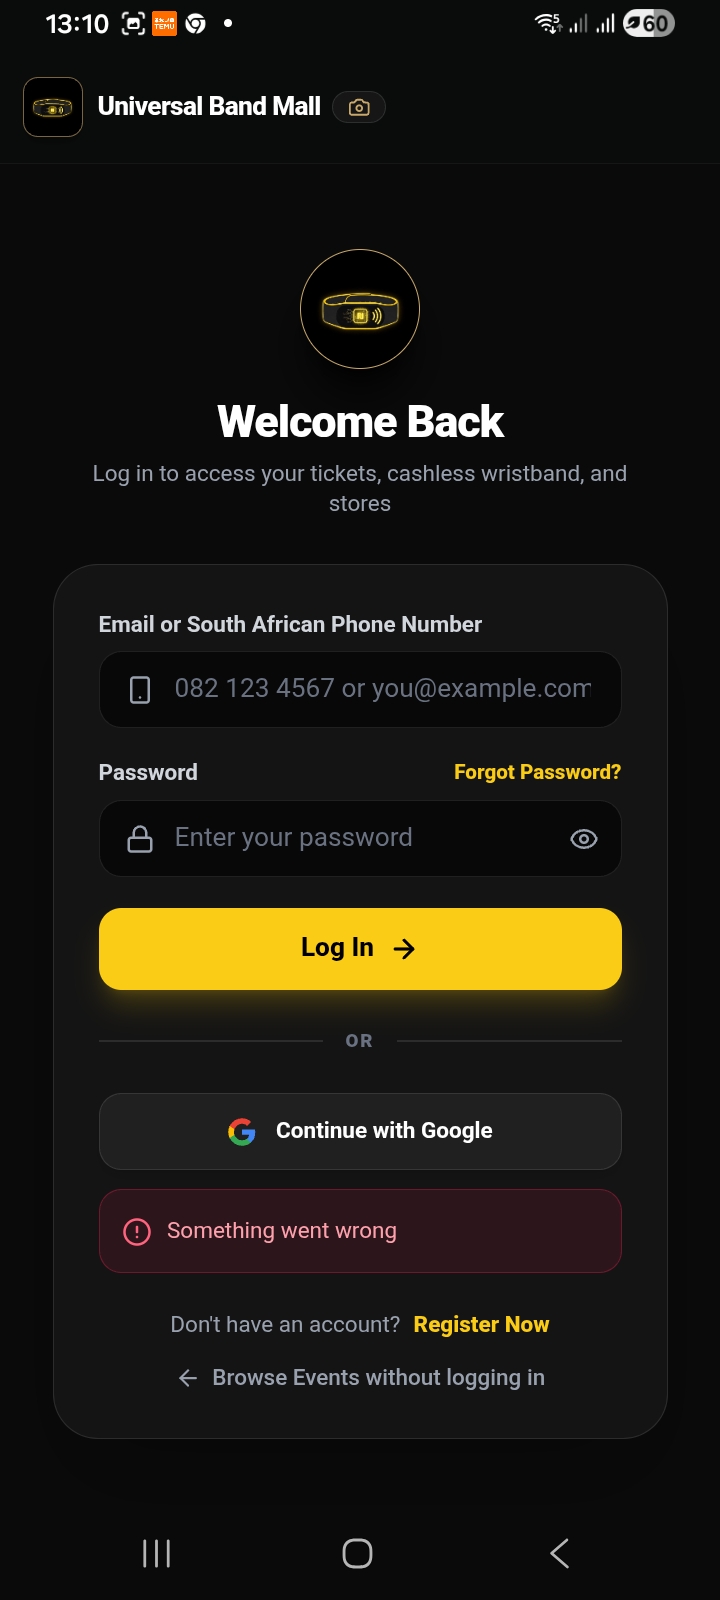 13:10
5
60
Universal Band Mall
Welcome Back
Log in to access your tickets, cashless wristband, and
stores
Email or South African Phone Number
082 123 4567 or you@example.com
Password
Forgot Password?
Enter your password
Log In
OR
Continue with Google
Something went wrong
Don't have an account? Register Now
Browse Events without logging in